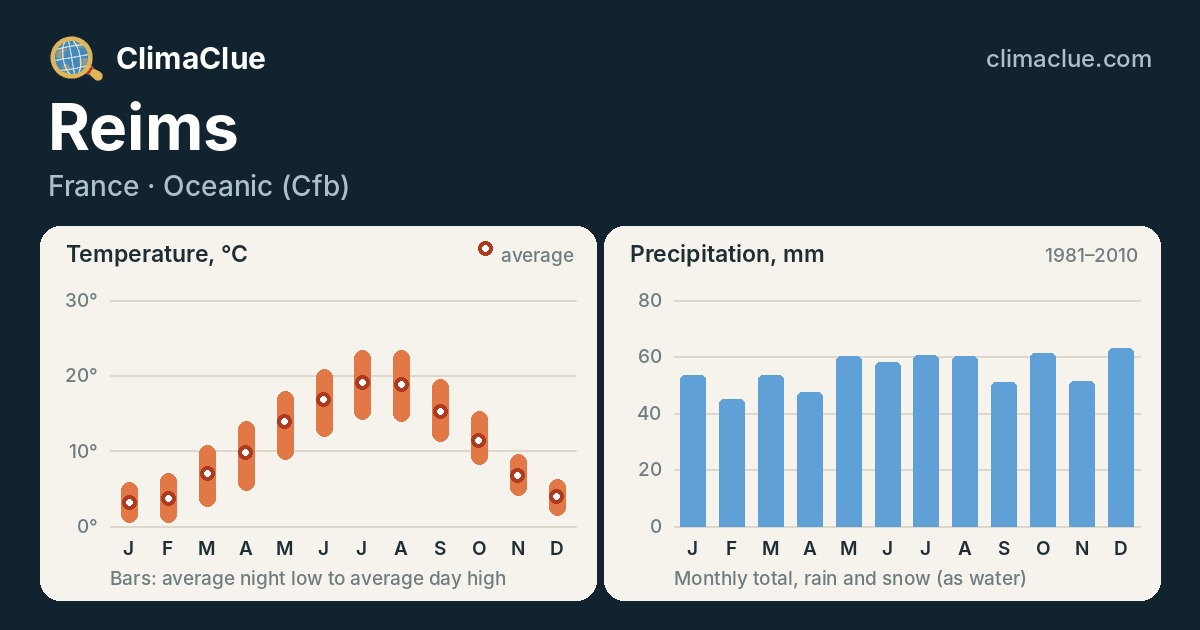 ClimaClue
climaclue.com
Reims
France · Oceanic (Cfb)
Temperature, °C
average
30°
20°
10°
0°
J F M A M J J A S O N D
Bars: average night low to average day high
Precipitation, mm
1981–2010
80
60
40
20
0
J F M A M J J A S O N D
Monthly total, rain and snow (as water)